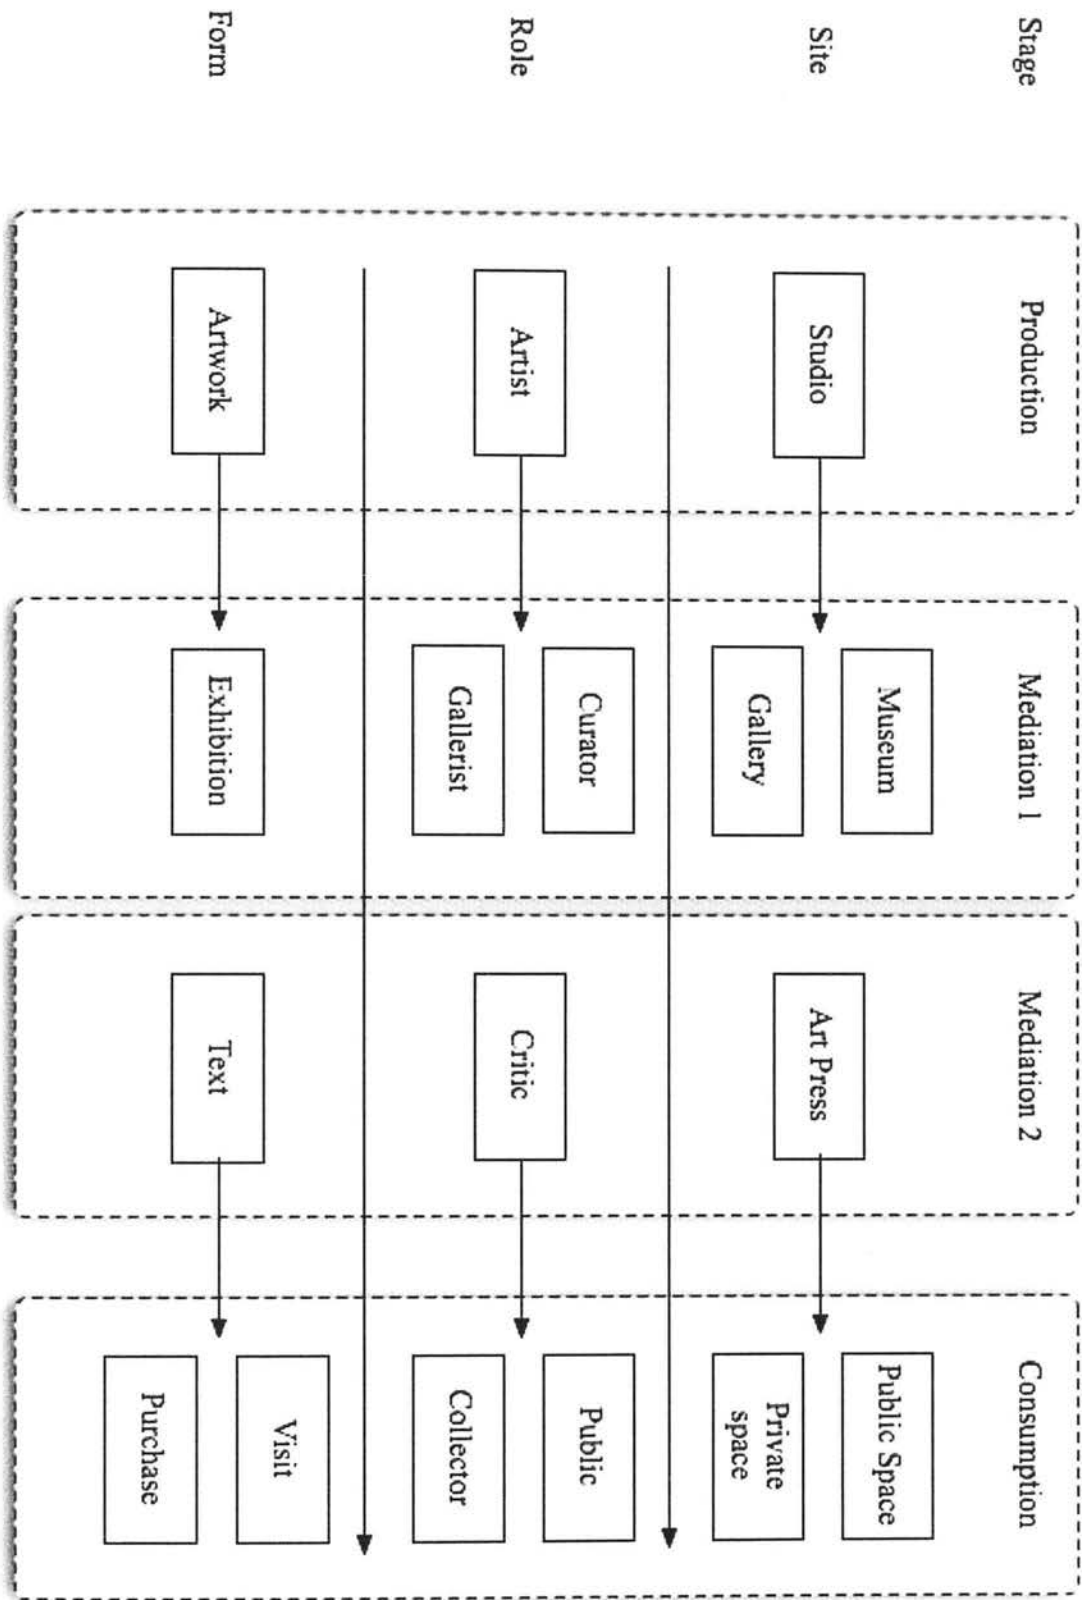 Stage
Production
Mediation 1
Mediation 2
Consumption
Site
Studio
Museum
Gallery
Art Press
Public Space
Private
space
Role
Artist
Curator
Gallerist
Critic
Public
Collector
Form
Artwork
Exhibition
Text
Visit
Purchase